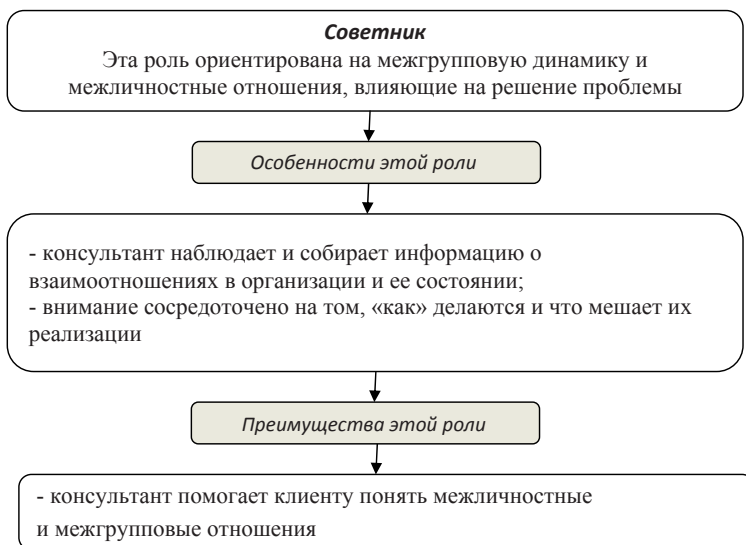 Советник
Эта роль ориентирована на межгрупповую динамику и
межличностные отношения, влияющие на решение проблемы
Особенности этой роли
- консультант наблюдает и собирает информацию о
взаимоотношениях в организации и ее состоянии;
- внимание сосредоточено на том, «как» делаются и что мешает их
реализации
Преимущества этой роли
- консультант помогает клиенту понять межличностные
и межгрупповые отношения